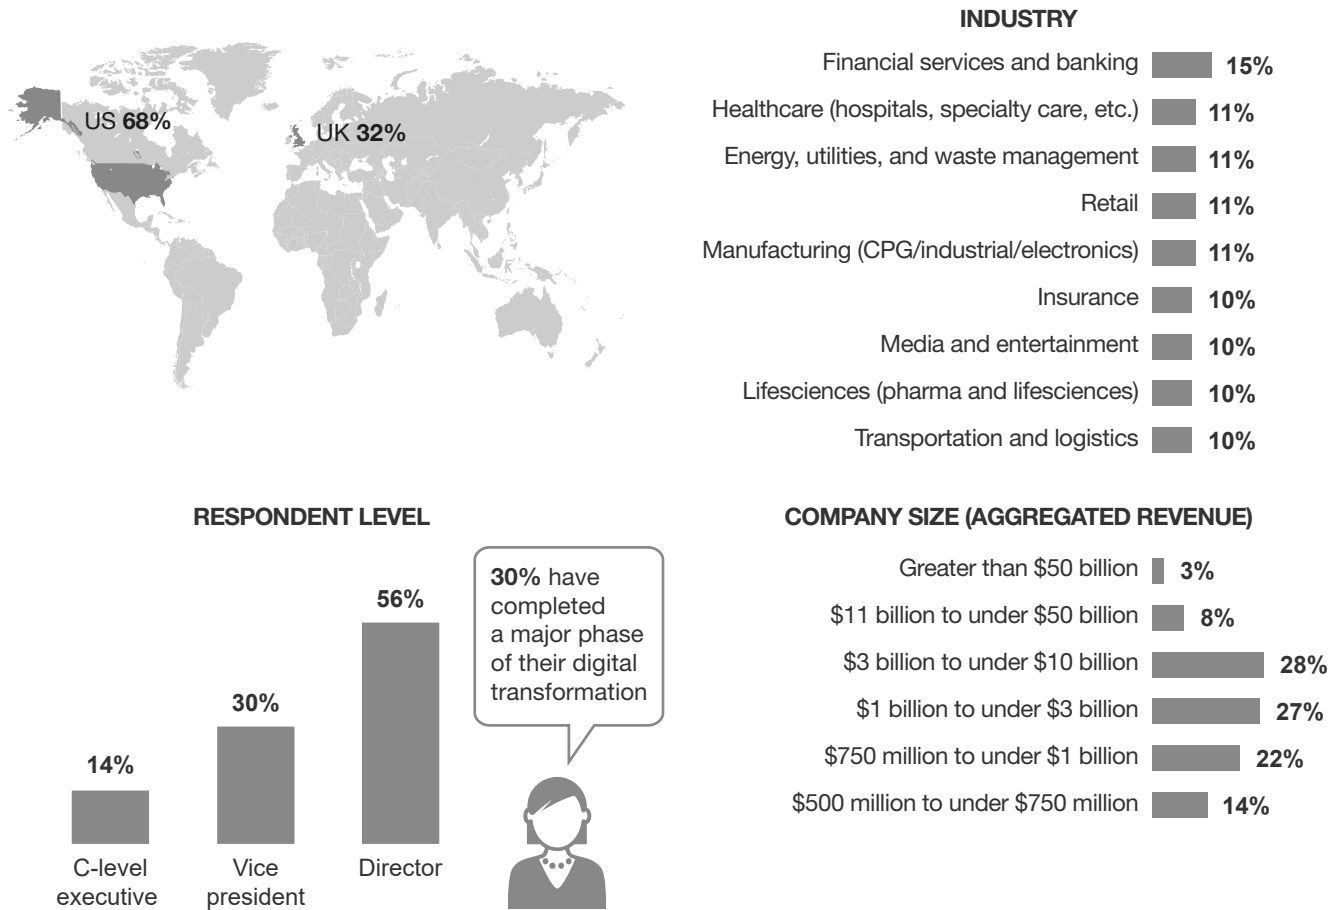 US 68%
UK 32%
INDUSTRY
Financial services and banking 15%
Healthcare (hospitals, specialty care, etc.) 11%
Energy, utilities, and waste management 11%
Retail 11%
Manufacturing (CPG/industrial/electronics) 11%
Insurance 10%
Media and entertainment 10%
Lifesciences (pharma and lifesciences) 10%
Transportation and logistics 10%
RESPONDENT LEVEL
14%
30%
56%
C-level
executive
Vice
president
Director
30% have
completed
a major phase
of their digital
transformation
COMPANY SIZE (AGGREGATED REVENUE)
Greater than $50 billion 3%
$11 billion to under $50 billion 8%
$3 billion to under $10 billion 28%
$1 billion to under $3 billion 27%
$750 million to under $1 billion 22%
$500 million to under $750 million 14%